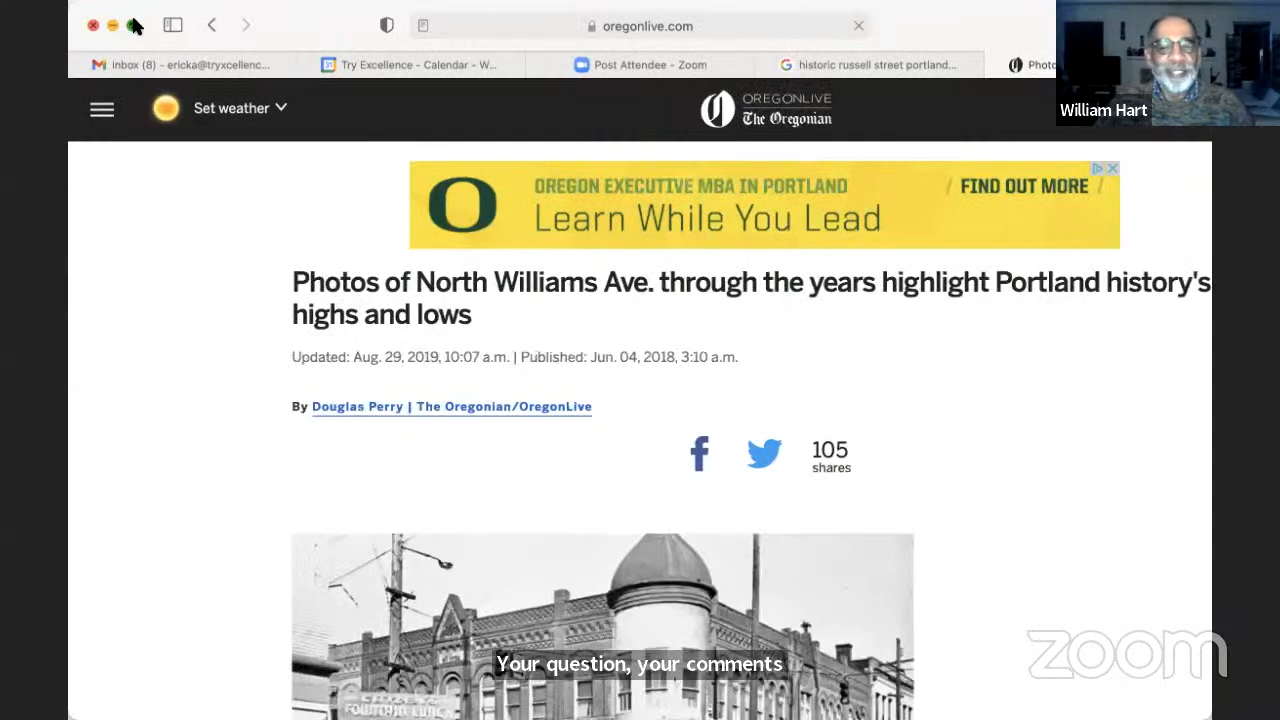 oregonlive.com
Inbox (8) – ericka@tryxcellenc...
Try Excellence - Calendar - W...
Post Attendee - Zoom
historic russell street portland...
Photo
Set weather
OREGONLIVE
The Oregonian
William Hart
OREGON EXECUTIVE MBA IN PORTLAND
Learn While You Lead
/ FIND OUT MORE /
Photos of North Williams Ave. through the years highlight Portland history's
highs and lows
Updated: Aug. 29, 2019, 10:07 a.m. | Published: Jun. 04, 2018, 3:10 a.m.
By Douglas Perry | The Oregonian/OregonLive
105
shares
FOUNTAIN LUNCH
Your question, your comments
zoom